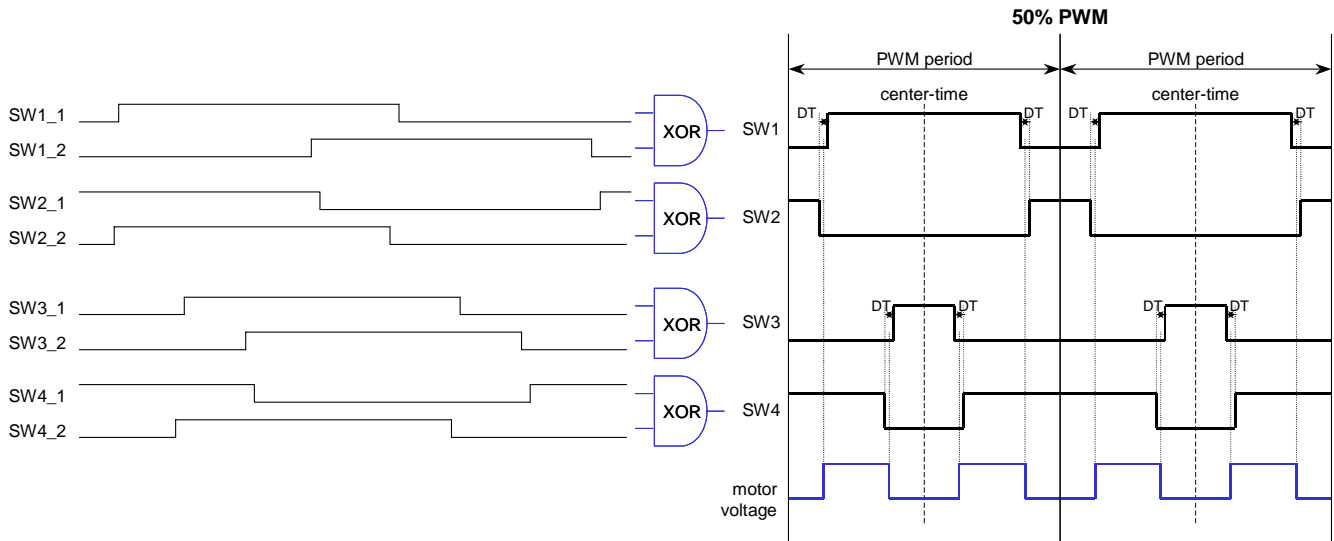 50% PWM
PWM period
PWM period
center-time
center-time
SW1_1
SW1_2
XOR
SW1
DT
DT
DT
DT
SW2_1
SW2_2
XOR
SW2
SW3_1
SW3_2
XOR
SW3
DT
DT
DT
DT
SW4_1
SW4_2
XOR
SW4
motor
voltage